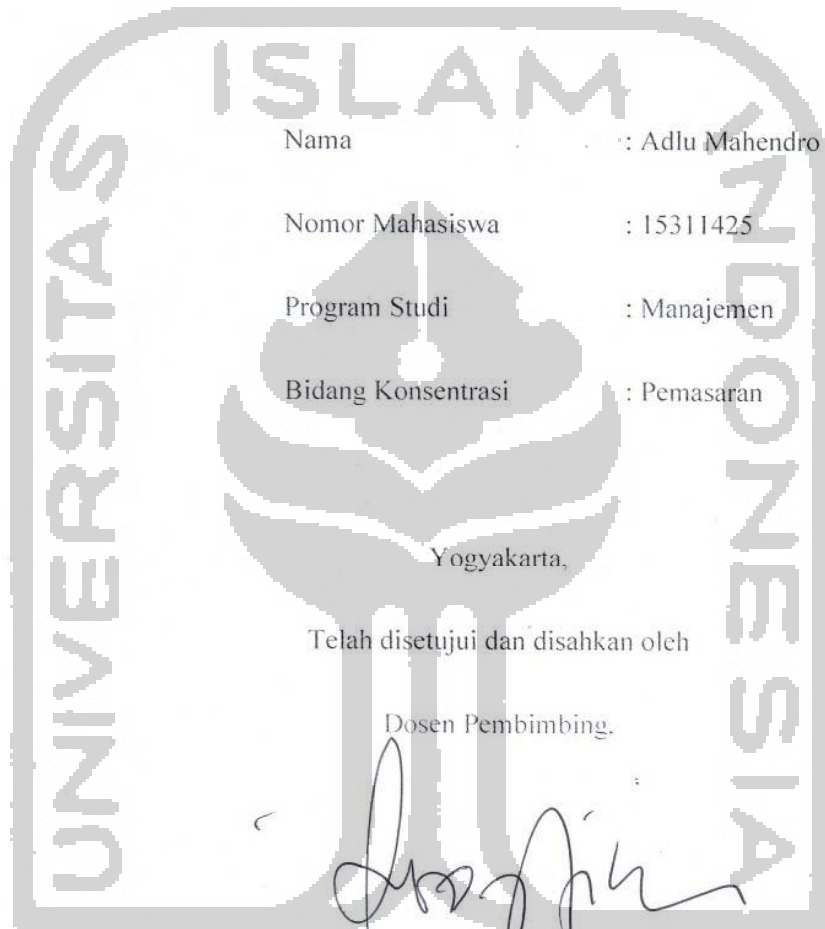 ISLAM
UNIVERSITAS
INDONESIA
Nama : Adlu Mahendro
Nomor Mahasiswa : 15311425
Program Studi : Manajemen
Bidang Konsentrasi : Pemasaran
Yogyakarta,
Telah disetujui dan disahkan oleh
Dosen Pembimbing,